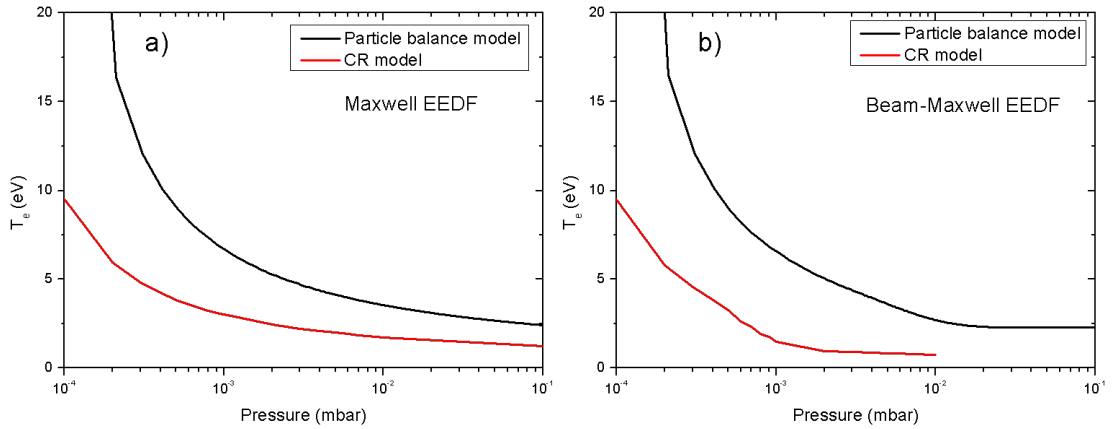 a)
Particle balance model
CR model
Maxwell EEDF
20
15
10
5
0
T_e (eV)
10^-4
10^-3
10^-2
10^-1
Pressure (mbar)
b)
Particle balance model
CR model
Beam-Maxwell EEDF
20
15
10
5
0
T_e (eV)
10^-4
10^-3
10^-2
10^-1
Pressure (mbar)